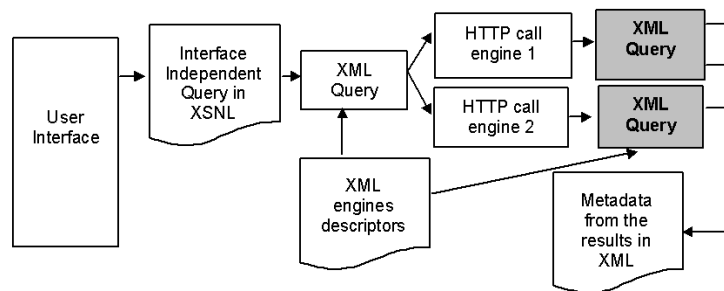 User
Interface
Interface
Independent
Query in
XSNL
XML
Query
HTTP call
engine 1
XML
Query
HTTP call
engine 2
XML
Query
XML
engines
descriptors
Metadata
from the
results in
XML